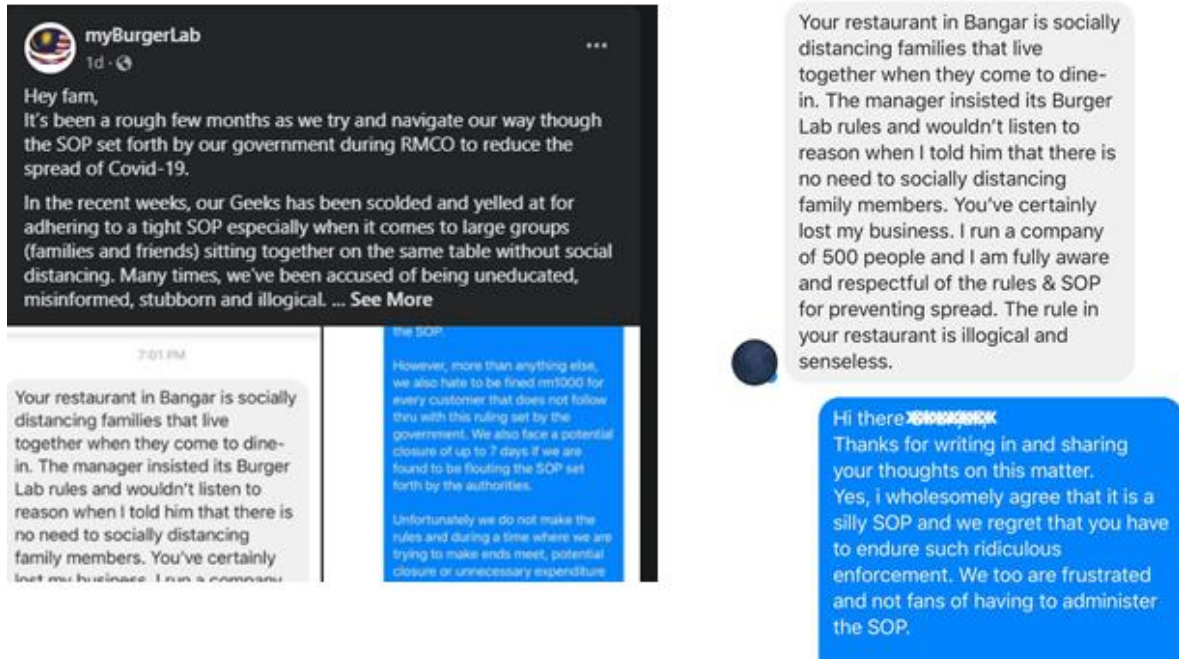 myBurgerLab
1d
Hey fam,
It's been a rough few months as we try and navigate our way though
the SOP set forth by our government during RMCO to reduce the
spread of Covid-19.
In the recent weeks, our Geeks has been scolded and yelled at for
adhering to a tight SOP especially when it comes to large groups
(families and friends) sitting together on the same table without social
distancing. Many times, we've been accused of being uneducated,
misinformed, stubborn and illogical. ... See More
7:01 PM
Your restaurant in Bangar is socially
distancing families that live
together when they come to dine-
in. The manager insisted its Burger
Lab rules and wouldn't listen to
reason when I told him that there is
no need to socially distancing
family members. You've certainly
lost my business. I run a company
the SOP.
However, more than anything else,
we also hate to be fined rm1000 for
every customer that does not follow
thru with this ruling set by the
government. We also face a potential
closure of up to 7 days if we are
found to be flouting the SOP set
forth by the authorities.
Unfortunately we do not make the
rules and during a time where we are
trying to make ends meet, potential
closure or unnecessary expenditure
Your restaurant in Bangar is socially
distancing families that live
together when they come to dine-
in. The manager insisted its Burger
Lab rules and wouldn't listen to
reason when I told him that there is
no need to socially distancing
family members. You've certainly
lost my business. I run a company
of 500 people and I am fully aware
and respectful of the rules & SOP
for preventing spread. The rule in
your restaurant is illogical and
senseless.
Hi there
Thanks for writing in and sharing
your thoughts on this matter.
Yes, i wholesomely agree that it is a
silly SOP and we regret that you have
to endure such ridiculous
enforcement. We too are frustrated
and not fans of having to administer
the SOP.